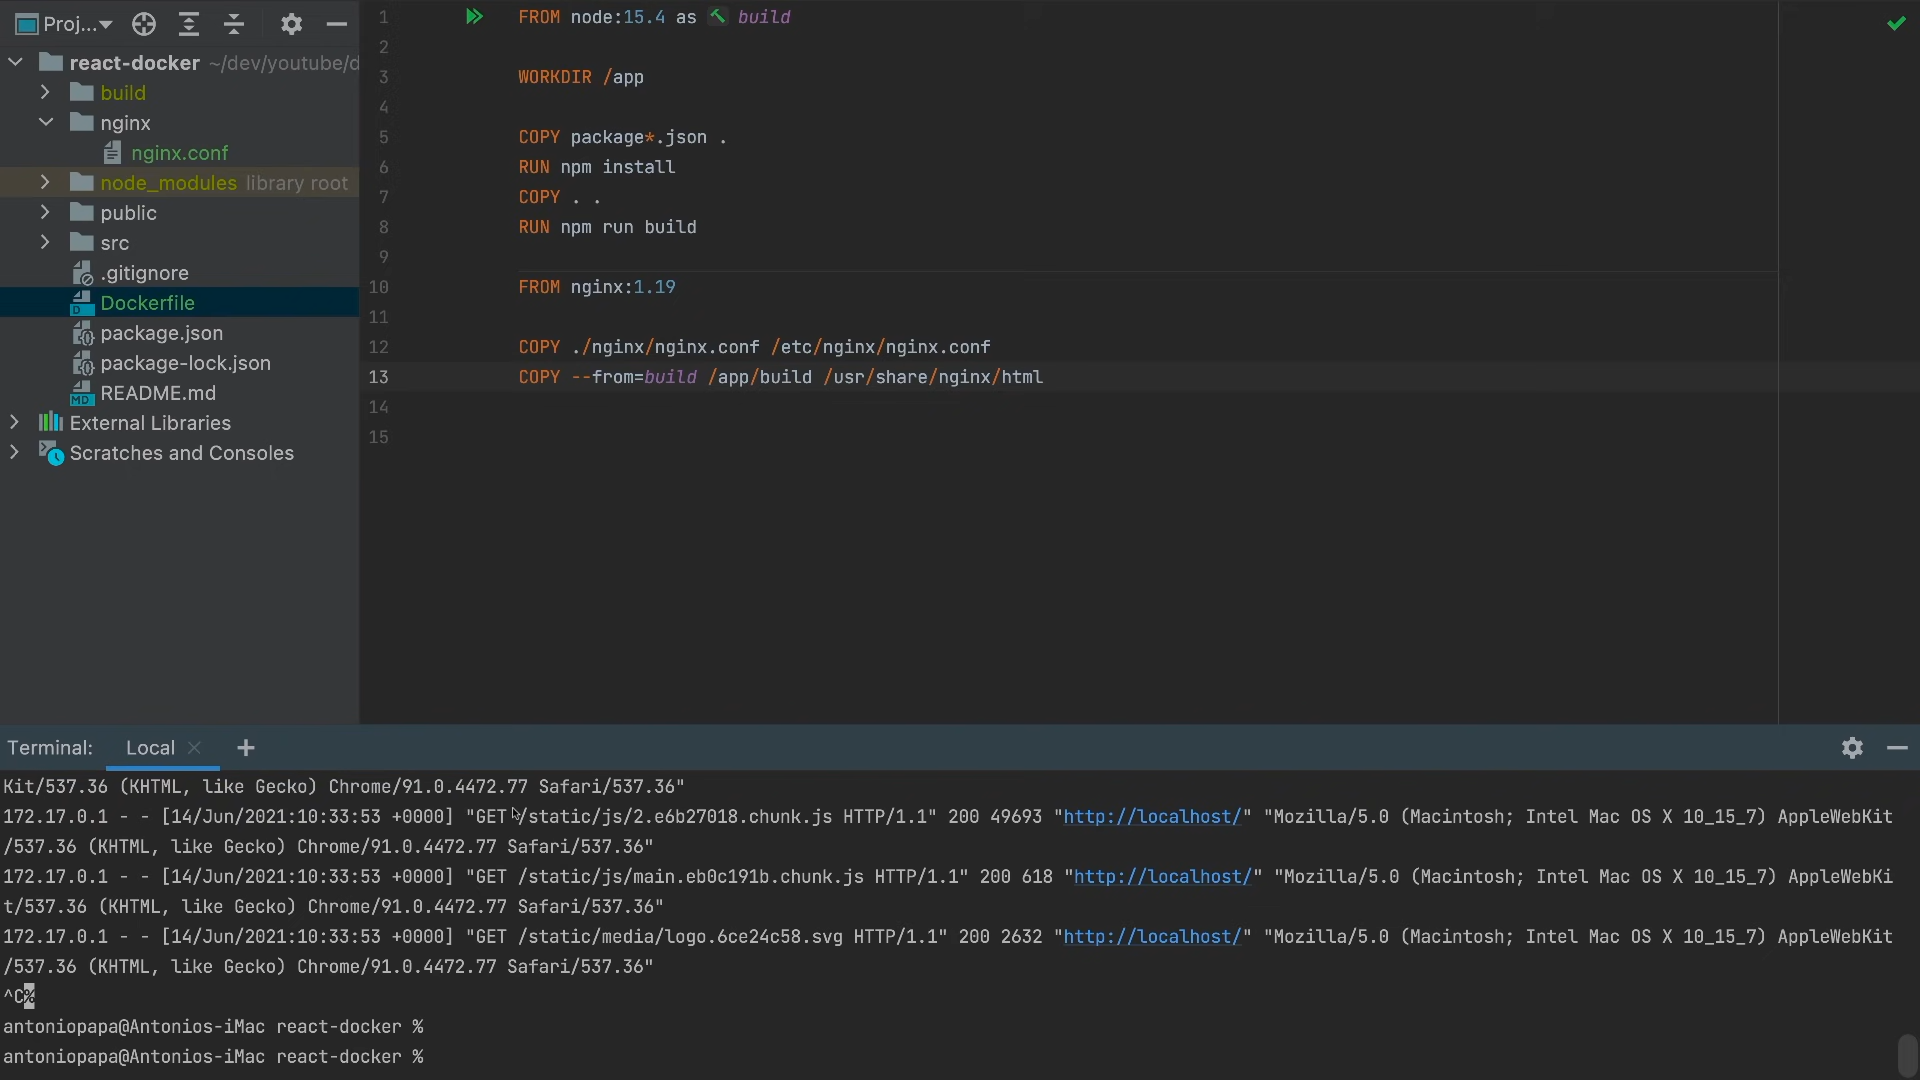 Proj...
react-docker ~/dev/youtube/d
build
nginx
nginx.conf
node_modules library root
public
src
.gitignore
Dockerfile
package.json
package-lock.json
README.md
External Libraries
Scratches and Consoles
1 FROM node:15.4 as build
2
3 WORKDIR /app
4
5 COPY package*.json .
6 RUN npm install
7 COPY . .
8 RUN npm run build
9
10 FROM nginx:1.19
11
12 COPY ./nginx/nginx.conf /etc/nginx/nginx.conf
13 COPY --from=build /app/build /usr/share/nginx/html
14
15
Terminal: Local
Kit/537.36 (KHTML, like Gecko) Chrome/91.0.4472.77 Safari/537.36"
172.17.0.1 - - [14/Jun/2021:10:33:53 +0000] "GET /static/js/2.e6b27018.chunk.js HTTP/1.1" 200 49693 "http://localhost/" "Mozilla/5.0 (Macintosh; Intel Mac OS X 10_15_7) AppleWebKit
/537.36 (KHTML, like Gecko) Chrome/91.0.4472.77 Safari/537.36"
172.17.0.1 - - [14/Jun/2021:10:33:53 +0000] "GET /static/js/main.eb0c191b.chunk.js HTTP/1.1" 200 618 "http://localhost/" "Mozilla/5.0 (Macintosh; Intel Mac OS X 10_15_7) AppleWebKi
t/537.36 (KHTML, like Gecko) Chrome/91.0.4472.77 Safari/537.36"
172.17.0.1 - - [14/Jun/2021:10:33:53 +0000] "GET /static/media/logo.6ce24c58.svg HTTP/1.1" 200 2632 "http://localhost/" "Mozilla/5.0 (Macintosh; Intel Mac OS X 10_15_7) AppleWebKit
/537.36 (KHTML, like Gecko) Chrome/91.0.4472.77 Safari/537.36"
^C%
antoniopapa@Antonios-iMac react-docker %
antoniopapa@Antonios-iMac react-docker %